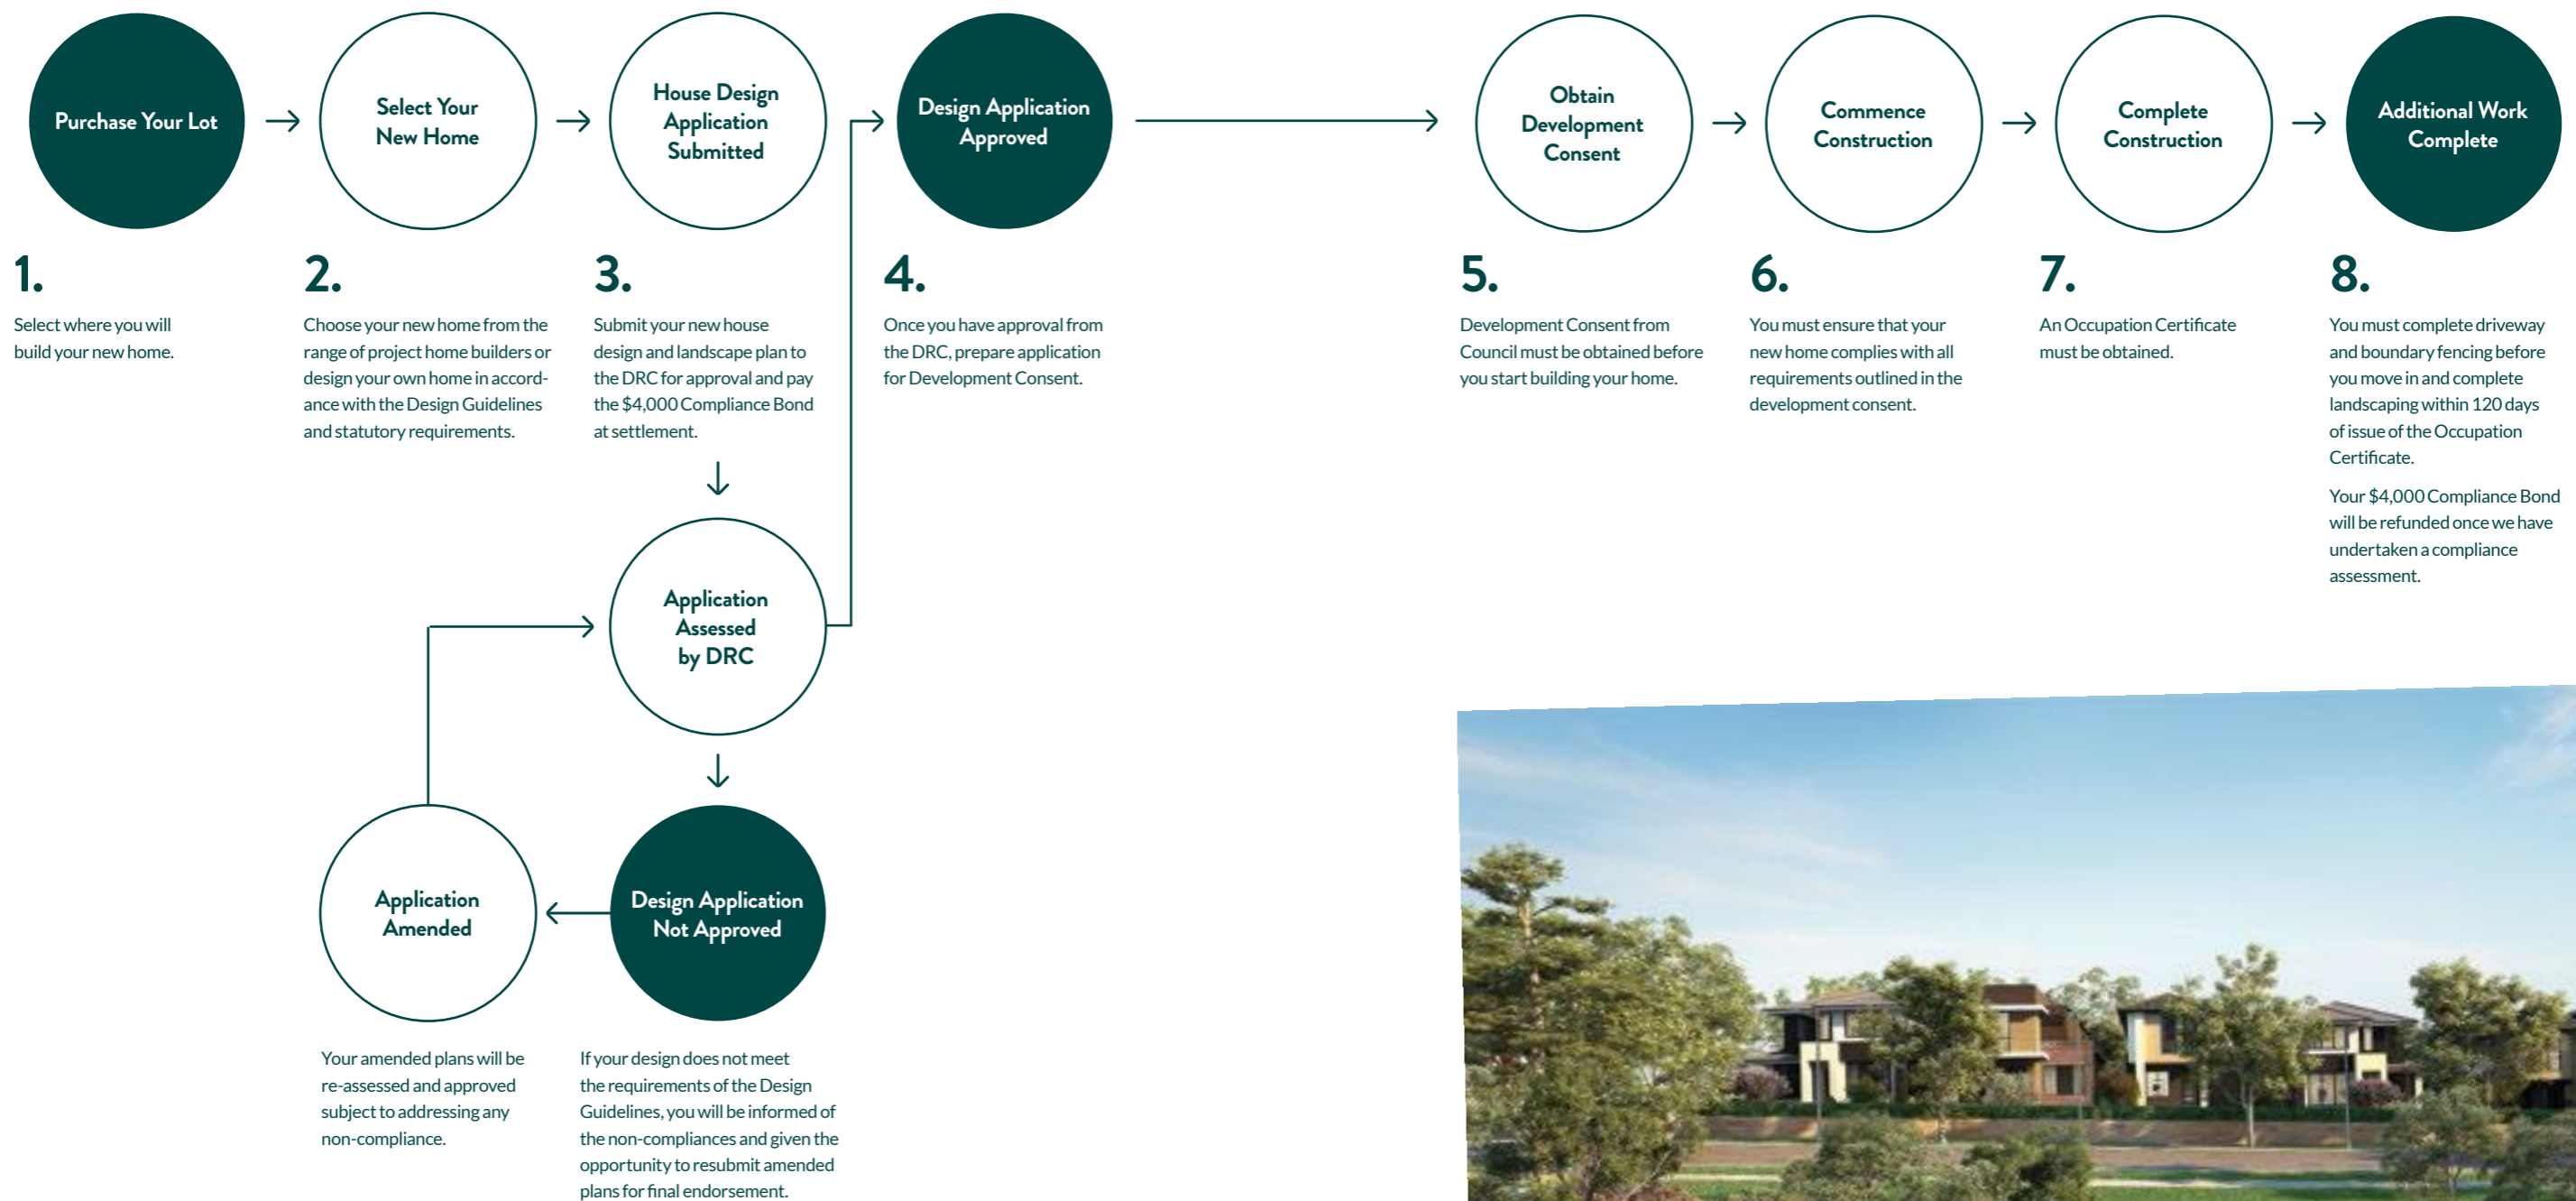 Purchase Your Lot
1.
Select where you will
build your new home.
Select Your
New Home
2.
Choose your new home from the
range of project home builders or
design your own home in accord-
ance with the Design Guidelines
and statutory requirements.
House Design
Application
Submitted
3.
Submit your new house
design and landscape plan to
the DRC for approval and pay
the $4,000 Compliance Bond
at settlement.
Application
Assessed
by DRC
Design Application
Not Approved
If your design does not meet
the requirements of the Design
Guidelines, you will be informed of
the non-compliances and given the
opportunity to resubmit amended
plans for final endorsement.
Application
Amended
Your amended plans will be
re-assessed and approved
subject to addressing any
non-compliance.
Design Application
Approved
4.
Once you have approval from
the DRC, prepare application
for Development Consent.
Obtain
Development
Consent
5.
Development Consent from
Council must be obtained before
you start building your home.
Commence
Construction
6.
You must ensure that your
new home complies with all
requirements outlined in the
development consent.
Complete
Construction
7.
An Occupation Certificate
must be obtained.
Additional Work
Complete
8.
You must complete driveway
and boundary fencing before
you move in and complete
landscaping within 120 days
of issue of the Occupation
Certificate.
Your $4,000 Compliance Bond
will be refunded once we have
undertaken a compliance
assessment.